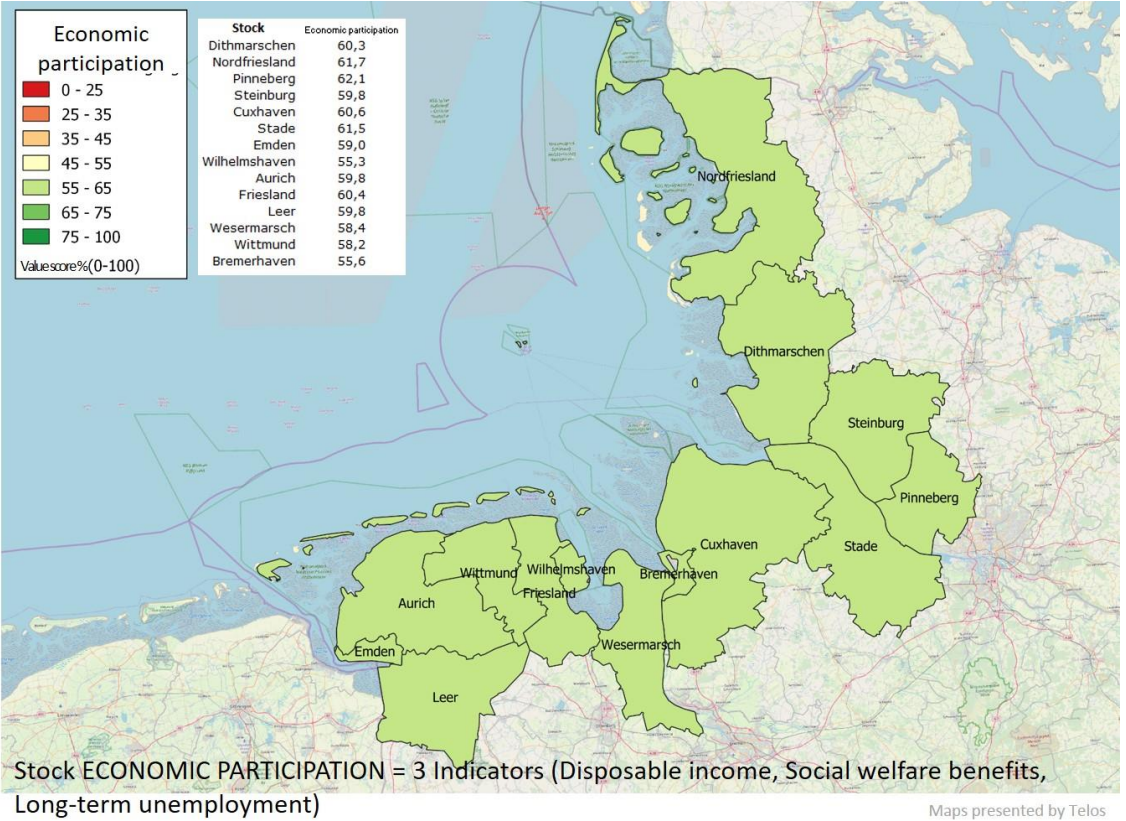 Economic
participation
0 - 25
25 - 35
35 - 45
45 - 55
55 - 65
65 - 75
75 - 100
Value score % (0-100)
Stock Economic participation
Dithmarschen 60,3
Nordfriesland 61,7
Pinneberg 62,1
Steinburg 59,8
Cuxhaven 60,6
Stade 61,5
Emden 59,0
Wilhelmshaven 55,3
Aurich 59,8
Friesland 60,4
Leer 59,8
Wesermarsch 58,4
Wittmund 58,2
Bremerhaven 55,6
Nordfriesland
Dithmarschen
Steinburg
Pinneberg
Cuxhaven
Stade
Wilhelmshaven
Wittmund
Bremerhaven
Friesland
Aurich
Wesermarsch
Emden
Leer
Stock ECONOMIC PARTICIPATION = 3 Indicators (Disposable income, Social welfare benefits,
Long-term unemployment)
Maps presented by Telos